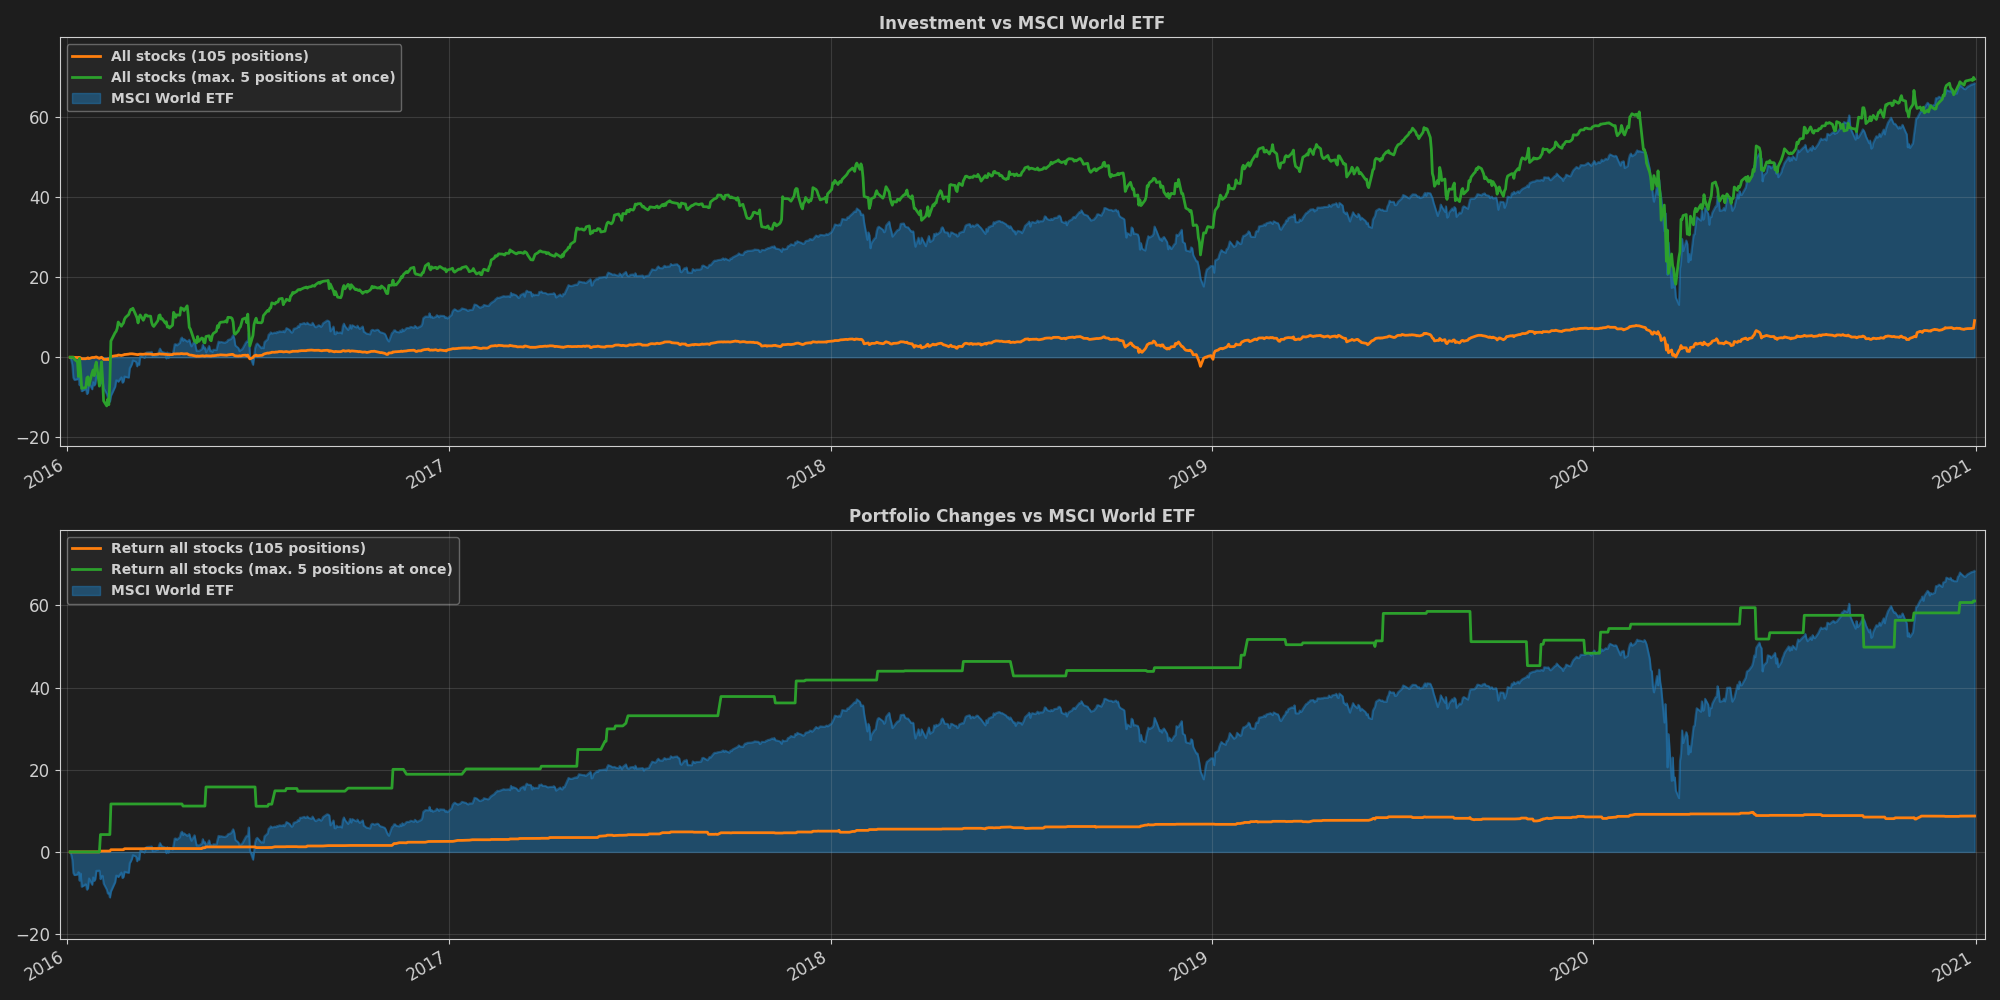 Investment vs MSCI World ETF
All stocks (105 positions)
All stocks (max. 5 positions at once)
MSCI World ETF
60
40
20
0
−20
2016 2017 2018 2019 2020 2021
Portfolio Changes vs MSCI World ETF
Return all stocks (105 positions)
Return all stocks (max. 5 positions at once)
MSCI World ETF
60
40
20
0
−20
2016 2017 2018 2019 2020 2021